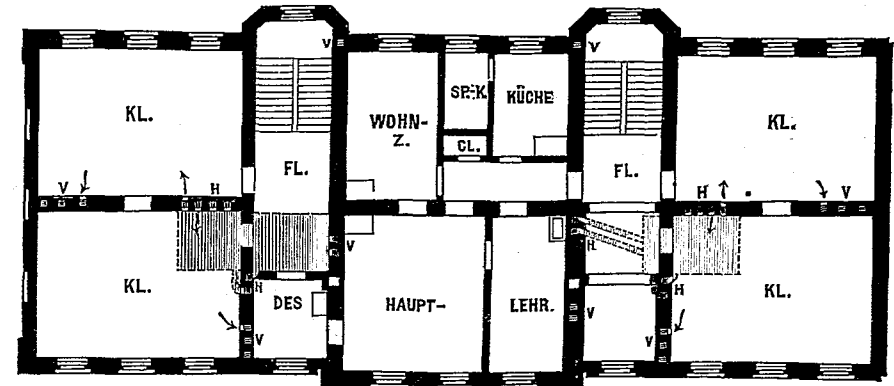 V
V
KL.
WOHN-
Z.
SP.K.
KÜCHE
CL.
KL.
FL.
FL.
V
H
H
V
KL.
V
H
H
DES
HAUPT-
LEHR.
H
KL.
V
V
V